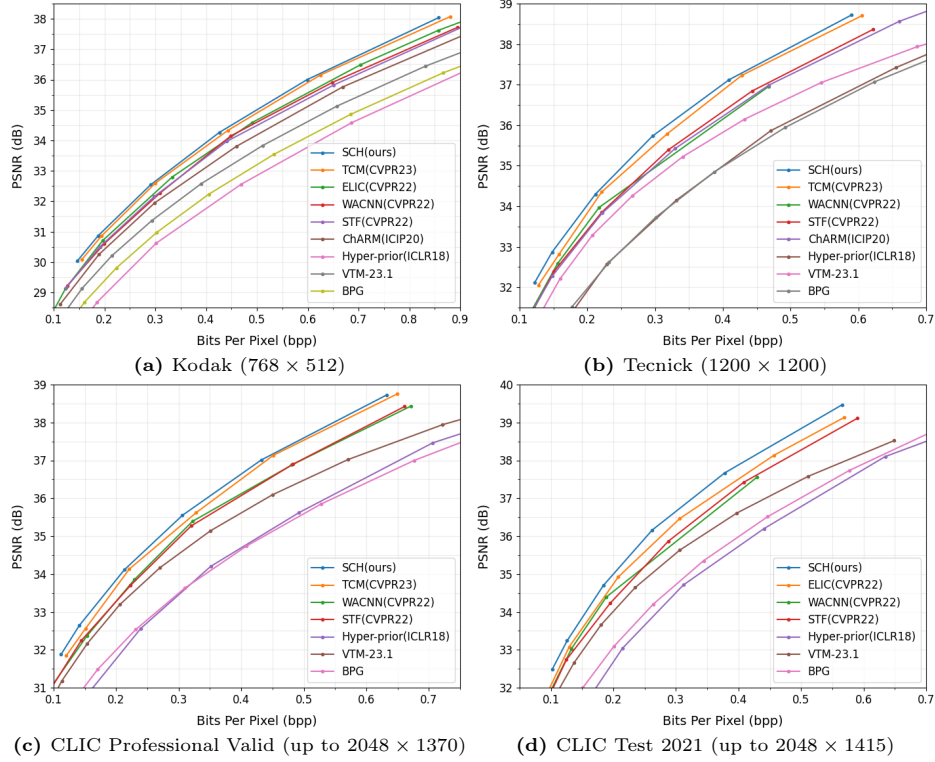 38
37
36
35
34
33
32
31
30
29
PSNR (dB)
0.1 0.2 0.3 0.4 0.5 0.6 0.7 0.8 0.9
Bits Per Pixel (bpp)
SCH(ours)
TCM(CVPR23)
ELIC(CVPR22)
WACNN(CVPR22)
STF(CVPR22)
ChARM(ICIP20)
Hyper-prior(ICLR18)
VTM-23.1
BPG
(a) Kodak (768 × 512)
39
38
37
36
35
34
33
32
PSNR (dB)
0.1 0.2 0.3 0.4 0.5 0.6 0.7
Bits Per Pixel (bpp)
SCH(ours)
TCM(CVPR23)
WACNN(CVPR22)
STF(CVPR22)
ChARM(ICIP20)
Hyper-prior(ICLR18)
VTM-23.1
BPG
(b) Tecnick (1200 × 1200)
39
38
37
36
35
34
33
32
31
PSNR (dB)
0.1 0.2 0.3 0.4 0.5 0.6 0.7
Bits Per Pixel (bpp)
SCH(ours)
TCM(CVPR23)
WACNN(CVPR22)
STF(CVPR22)
Hyper-prior(ICLR18)
VTM-23.1
BPG
(c) CLIC Professional Valid (up to 2048 × 1370)
40
39
38
37
36
35
34
33
32
PSNR (dB)
0.1 0.2 0.3 0.4 0.5 0.6 0.7
Bits Per Pixel (bpp)
SCH(ours)
ELIC(CVPR22)
WACNN(CVPR22)
STF(CVPR22)
Hyper-prior(ICLR18)
VTM-23.1
BPG
(d) CLIC Test 2021 (up to 2048 × 1415)